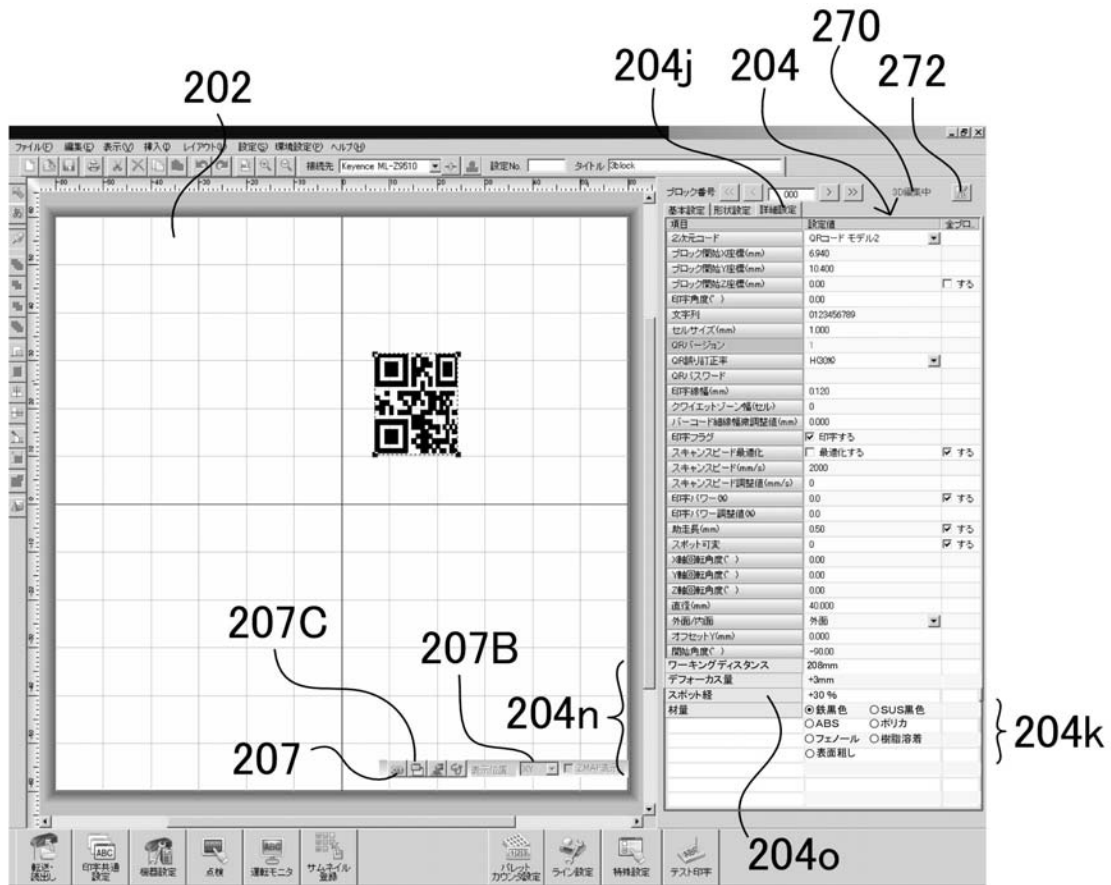 270
204j 204
272
202
ファイル(F) 編集(E) 表示(V) 挿入(I) レイアウト(L) 設定(S) 環境設定(P) ヘルプ(H)
接続先 Keyence ML-Z9510 設定No. タイトル 3block
ブロック番号 << < 000 > >> 3D編集中
基本設定 形状設定 詳細設定
項目 設定値 全ブロ.
2次元コード QRコード モデル2
ブロック開始X座標(mm) 6.940
ブロック開始Y座標(mm) 10.400
ブロック開始Z座標(mm) 0.00 する
印字角度(°) 0.00
文字列 0123456789
セルサイズ(mm) 1.000
QRバージョン 1
QR誤り訂正率 H(30%)
QRパスワード
印字線幅(mm) 0.120
クワイエットゾーン幅(セル) 0
バーコード細線幅微調整値(mm) 0.000
印字フラグ 印字する
スキャンスピード最適化 最適化する する
スキャンスピード(mm/s) 2000
スキャンスピード調整値(mm/s) 0
印字パワー(%) 0.0 する
印字パワー調整値(%) 0.0
助走長(mm) 0.50 する
スポット可変 0 する
X軸回転角度(°) 0.00
Y軸回転角度(°) 0.00
Z軸回転角度(°) 0.00
直径(mm) 40.000
外面/内面 外面
オフセットY(mm) 0.000
開始角度(°) -90.00
ワーキングディスタンス 208mm
デフォーカス量 +3mm
スポット経 +30 %
材量 鉄黒色 SUS黒色
ABS ポリカ
フェノール 樹脂溶着
表面粗し
207C
207B
204n
204k
207
3D 表示位置 XY ZMAP表示
204o
転送・読出し 印字共通設定 機器設定 点検 運転モニタ サムネイル登録 パレットカウンタ設定 ライン設定 特殊設定 テスト印字